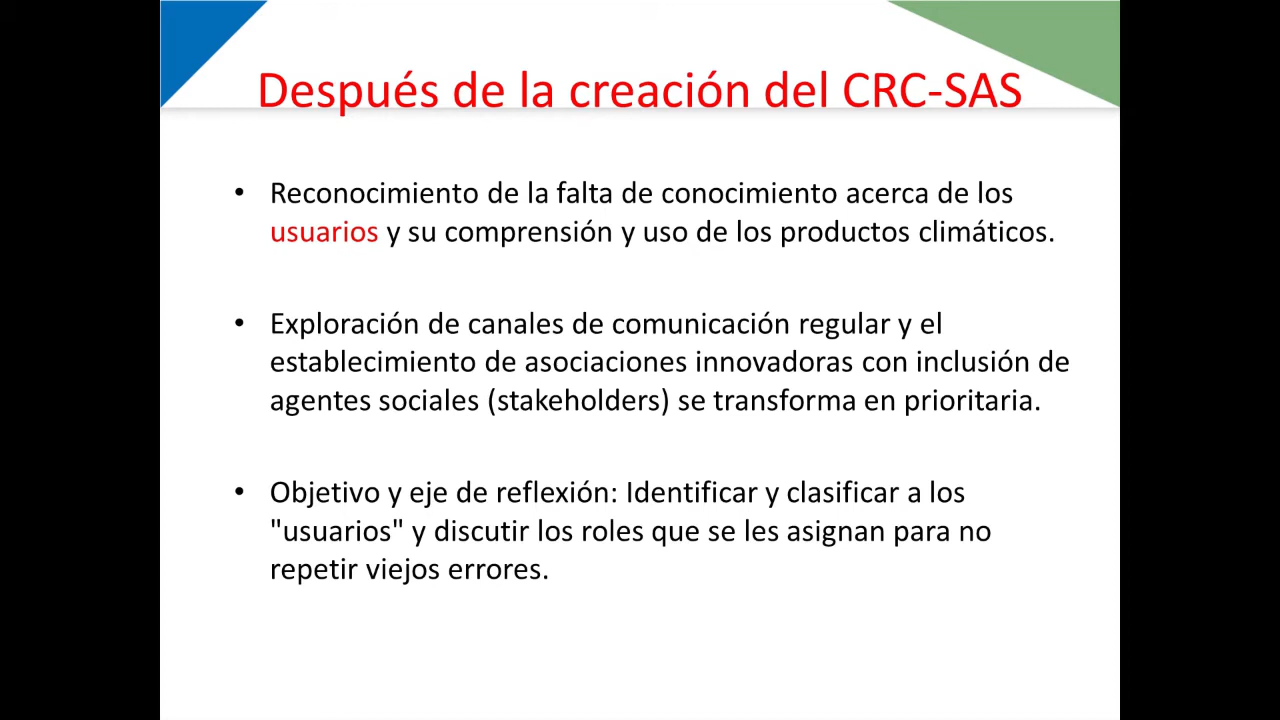 Después de la creación del CRC-SAS
• Reconocimiento de la falta de conocimiento acerca de los
usuarios y su comprensión y uso de los productos climáticos.
• Exploración de canales de comunicación regular y el
establecimiento de asociaciones innovadoras con inclusión de
agentes sociales (stakeholders) se transforma en prioritaria.
• Objetivo y eje de reflexión: Identificar y clasificar a los
"usuarios" y discutir los roles que se les asignan para no
repetir viejos errores.